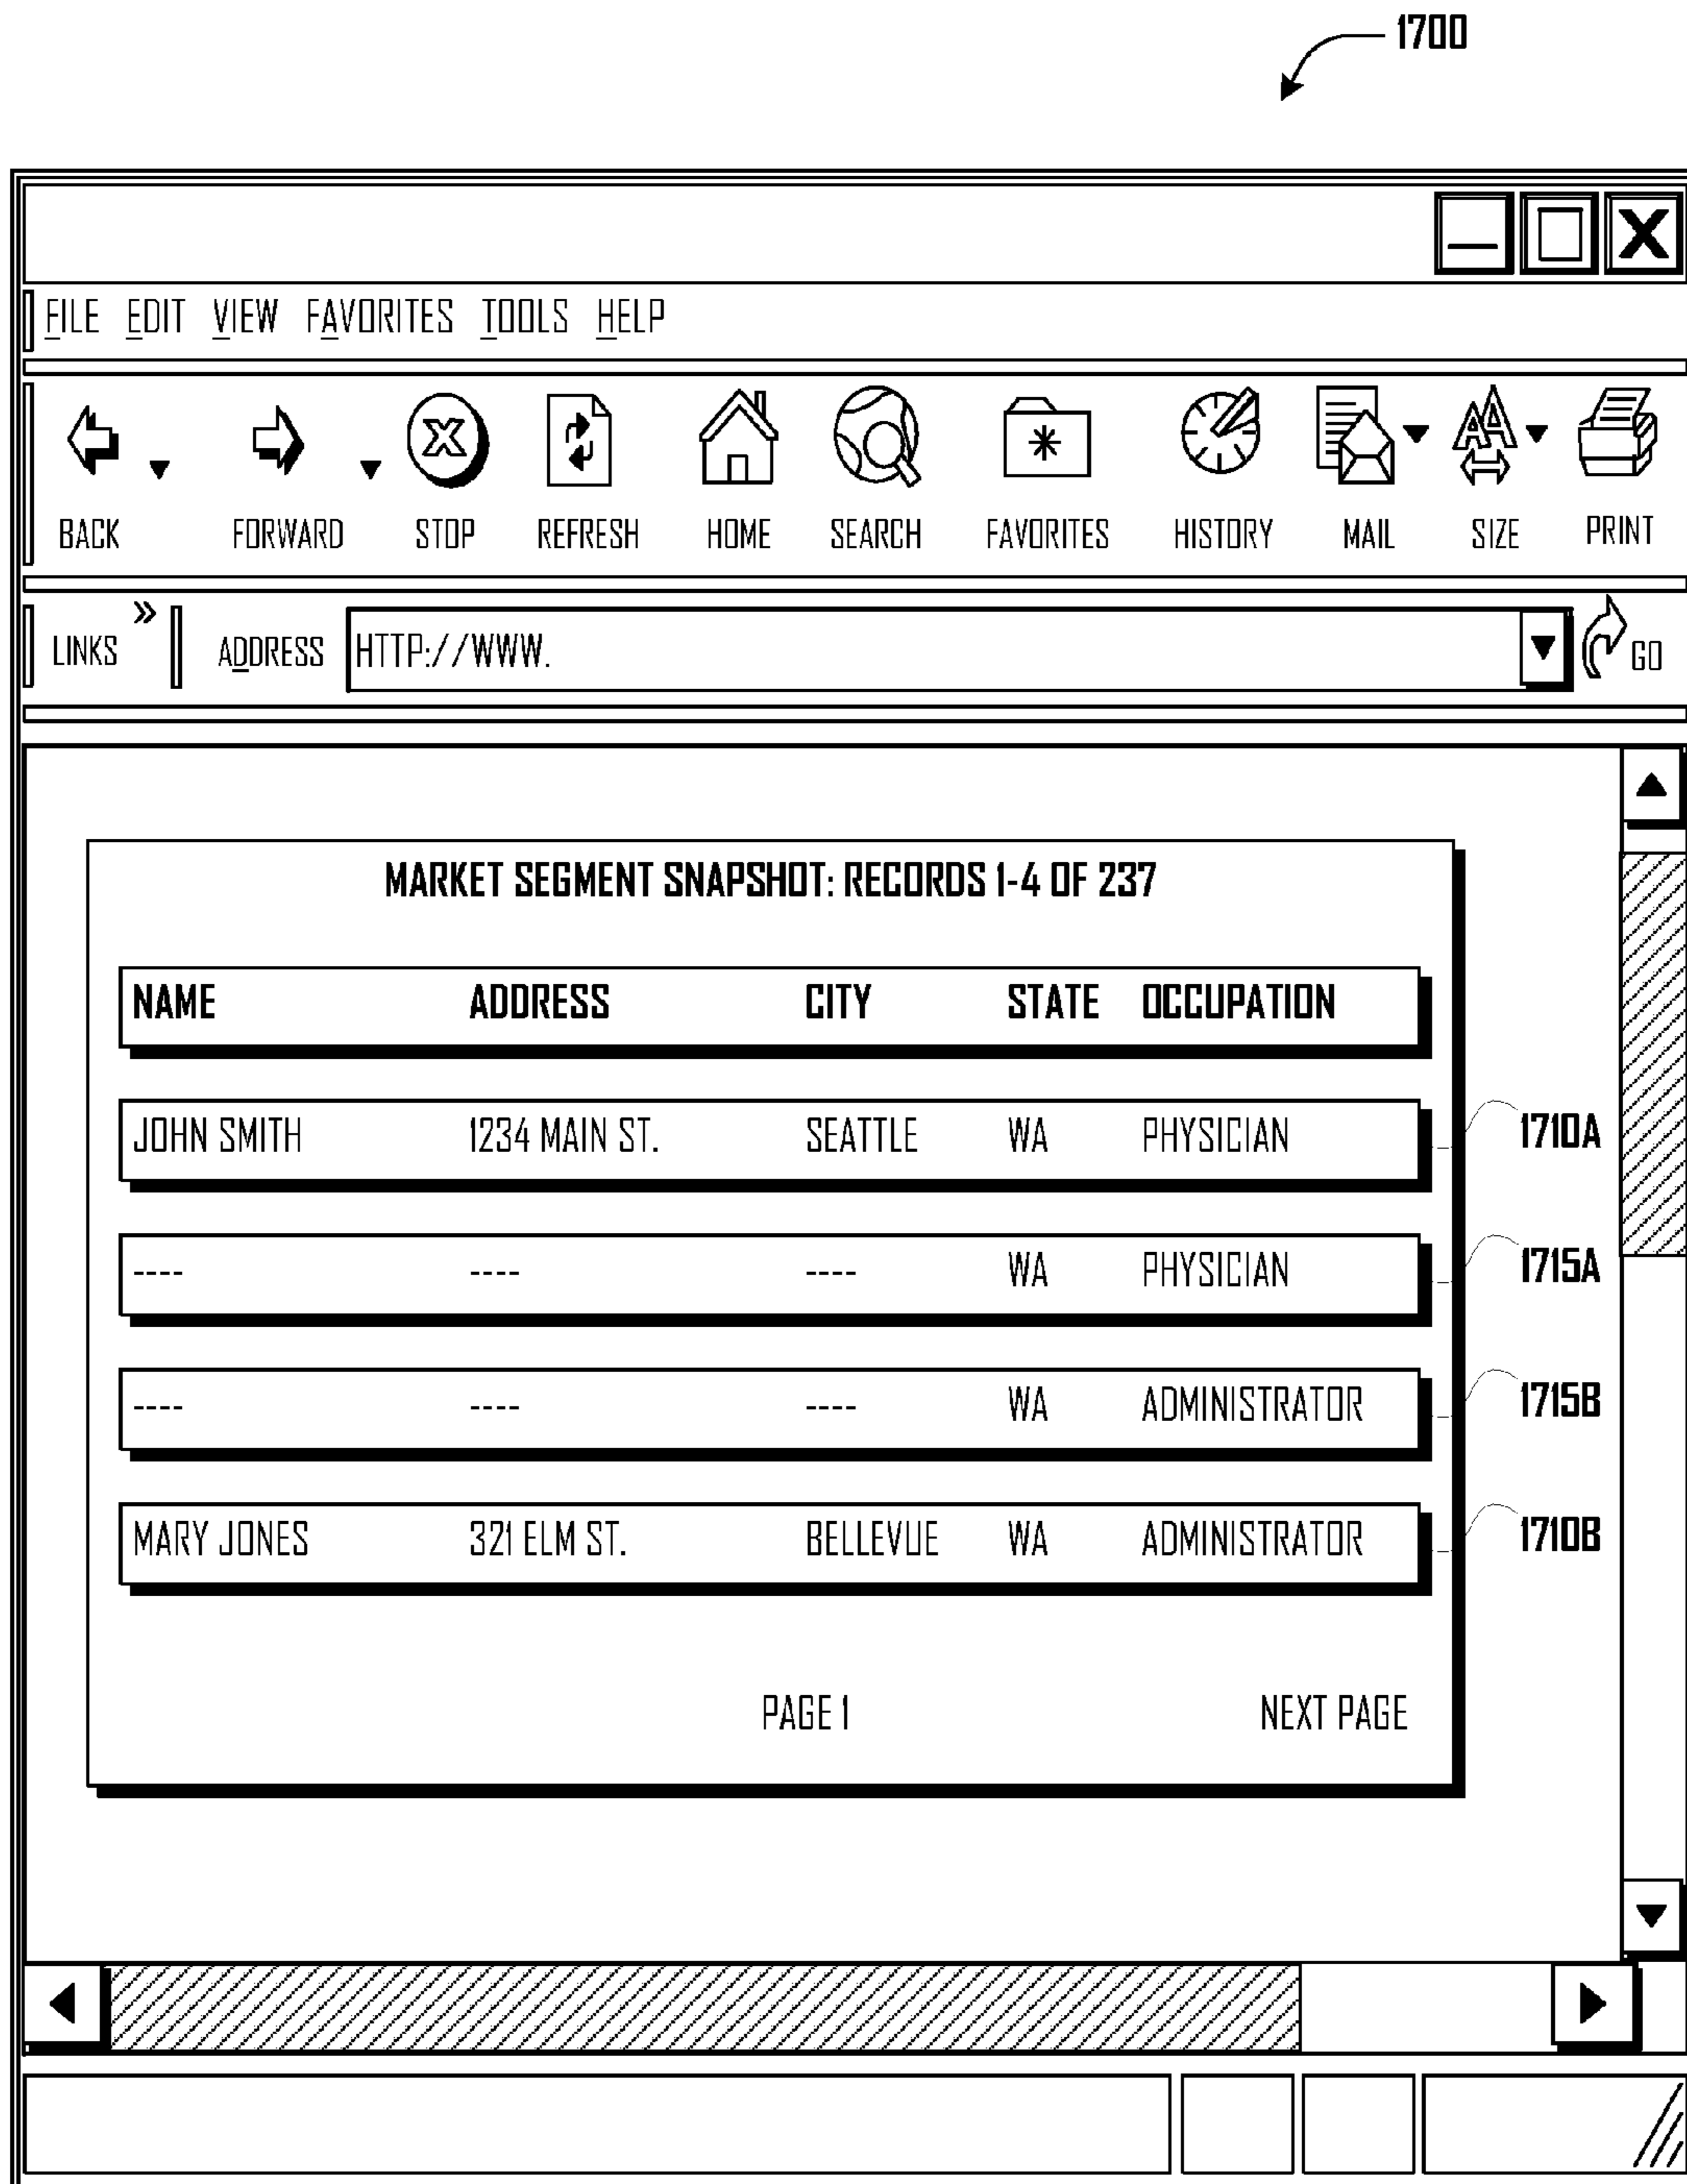 1700
FILE EDIT VIEW FAVORITES TOOLS HELP
BACK FORWARD STOP REFRESH HOME SEARCH FAVORITES HISTORY MAIL SIZE PRINT
LINKS » ADDRESS HTTP://WWW. GO
MARKET SEGMENT SNAPSHOT: RECORDS 1-4 OF 237
NAME ADDRESS CITY STATE OCCUPATION
JOHN SMITH 1234 MAIN ST. SEATTLE WA PHYSICIAN 1710A
---- ---- ---- WA PHYSICIAN 1715A
---- ---- ---- WA ADMINISTRATOR 1715B
MARY JONES 321 ELM ST. BELLEVUE WA ADMINISTRATOR 1710B
PAGE 1 NEXT PAGE